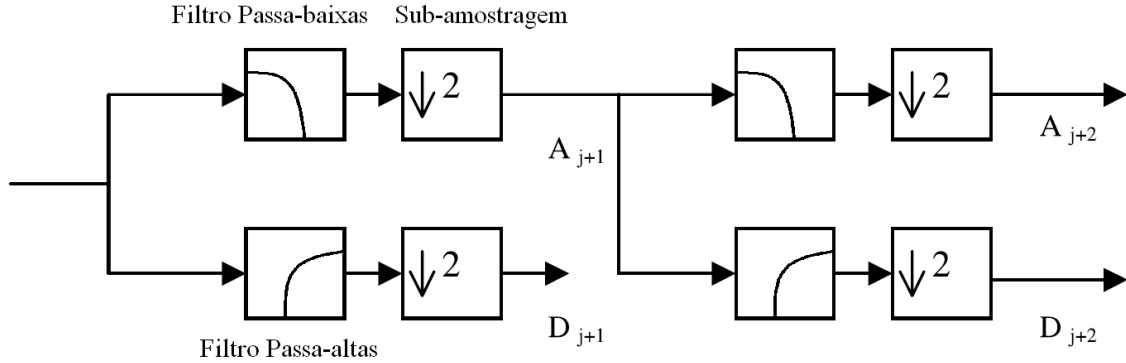 Filtro Passa-baixas Sub-amostragem
2 2
A j+1 A j+2
2 2
D j+1 D j+2
Filtro Passa-altas